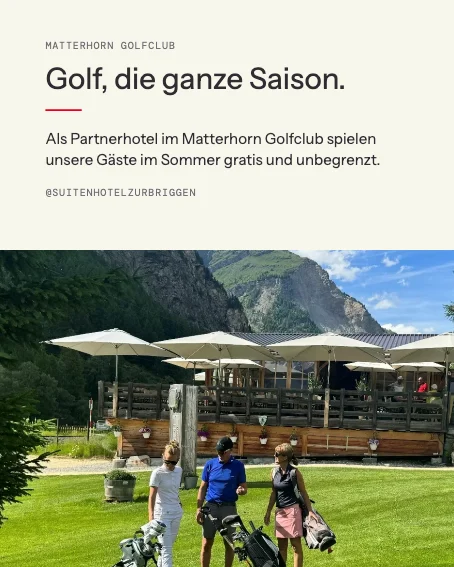 MATTERHORN GOLFCLUB
Golf, die ganze Saison.
Als Partnerhotel im Matterhorn Golfclub spielen
unsere Gäste im Sommer gratis und unbegrenzt.
@SUITENHOTELZURBRIGGEN